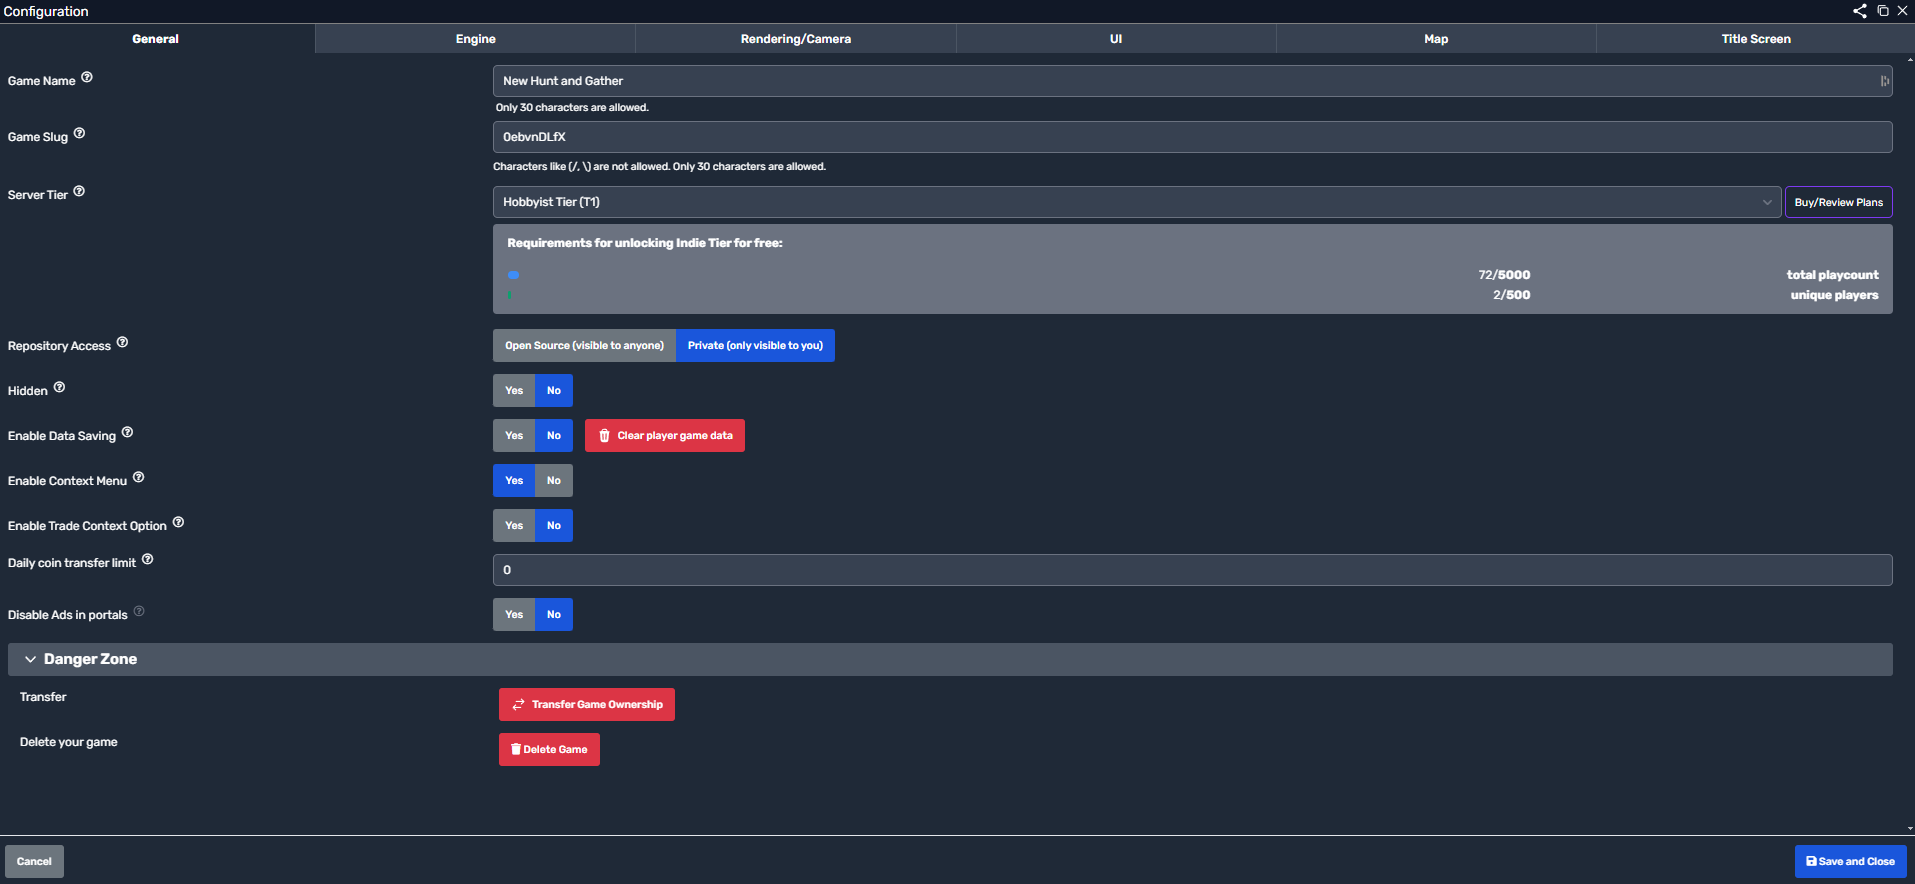 Configuration
General
Engine
Rendering/Camera
UI
Map
Title Screen
Game Name
New Hunt and Gather
Only 30 characters are allowed.
Game Slug
0ebvnDLfX
Characters like (/, \) are not allowed. Only 30 characters are allowed.
Server Tier
Hobbyist Tier (T1)
Buy/Review Plans
Requirements for unlocking Indie Tier for free:
72/5000 total playcount
2/500 unique players
Repository Access
Open Source (visible to anyone)
Private (only visible to you)
Hidden
Yes No
Enable Data Saving
Yes No
Clear player game data
Enable Context Menu
Yes No
Enable Trade Context Option
Yes No
Daily coin transfer limit
0
Disable Ads in portals
Yes No
Danger Zone
Transfer
Transfer Game Ownership
Delete your game
Delete Game
Cancel
Save and Close